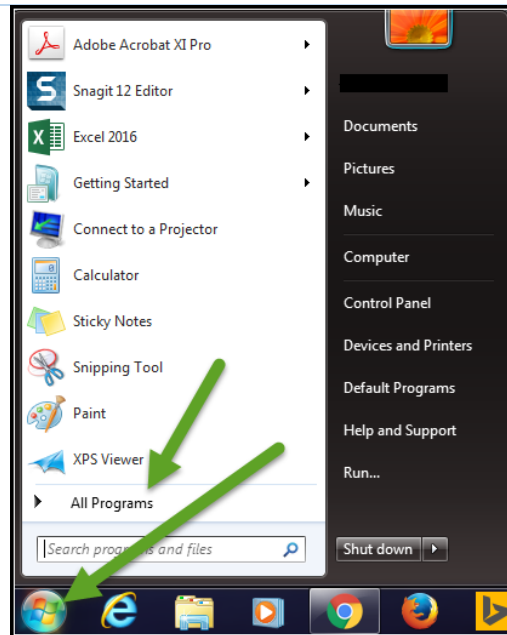 Adobe Acrobat XI Pro
Snagit 12 Editor
Excel 2016
Getting Started
Connect to a Projector
Calculator
Sticky Notes
Snipping Tool
Paint
XPS Viewer
All Programs
Search programs and files
Documents
Pictures
Music
Computer
Control Panel
Devices and Printers
Default Programs
Help and Support
Run...
Shut down